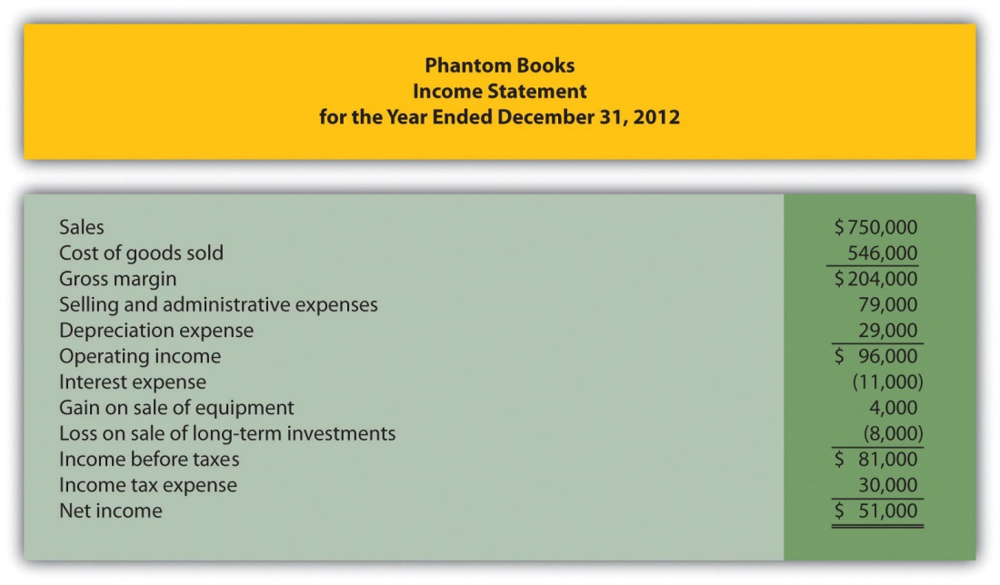 Phantom Books
Income Statement
for the Year Ended December 31, 2012
Sales $750,000
Cost of goods sold 546,000
Gross margin $204,000
Selling and administrative expenses 79,000
Depreciation expense 29,000
Operating income $ 96,000
Interest expense (11,000)
Gain on sale of equipment 4,000
Loss on sale of long-term investments (8,000)
Income before taxes $ 81,000
Income tax expense 30,000
Net income $ 51,000